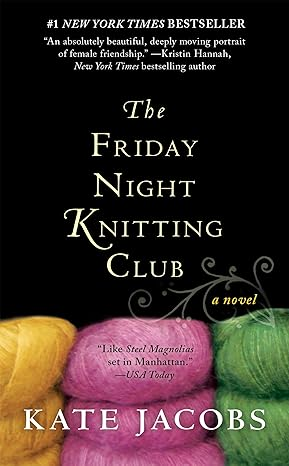 #1 NEW YORK TIMES BESTSELLER
"An absolutely beautiful, deeply moving portrait
of female friendship." —Kristin Hannah,
New York Times bestselling author
The
FRIDAY
NIGHT
KNITTING
CLUB
a novel
"Like Steel Magnolias
set in Manhattan."
—USA Today
KATE JACOBS